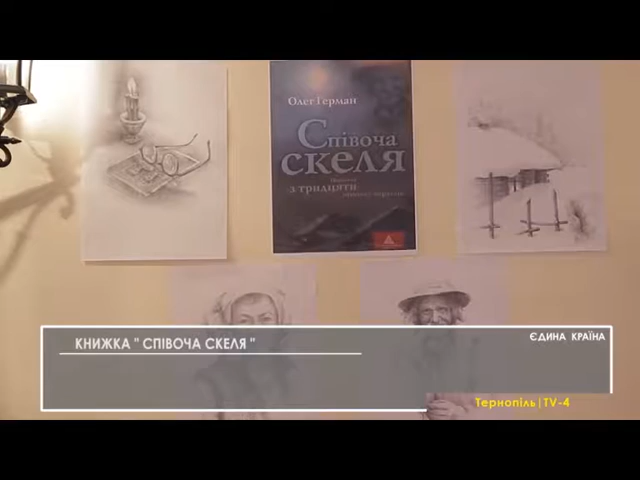 Олег Герман
Співоча
скеля
з тридцяти
КНИЖКА " СПІВОЧА СКЕЛЯ "
ЄДИНА КРАЇНА
Тернопіль|TV-4